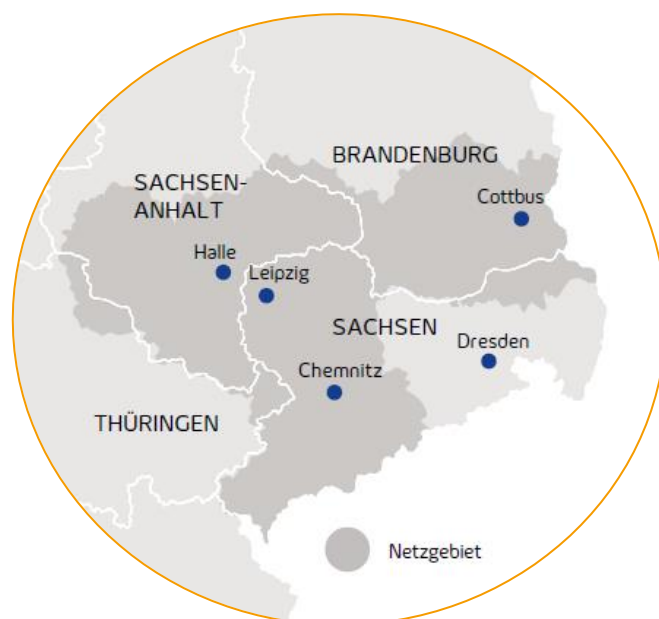 BRANDENBURG
SACHSEN-
ANHALT
Cottbus
Halle
Leipzig
SACHSEN
Dresden
Chemnitz
THÜRINGEN
Netzgebiet